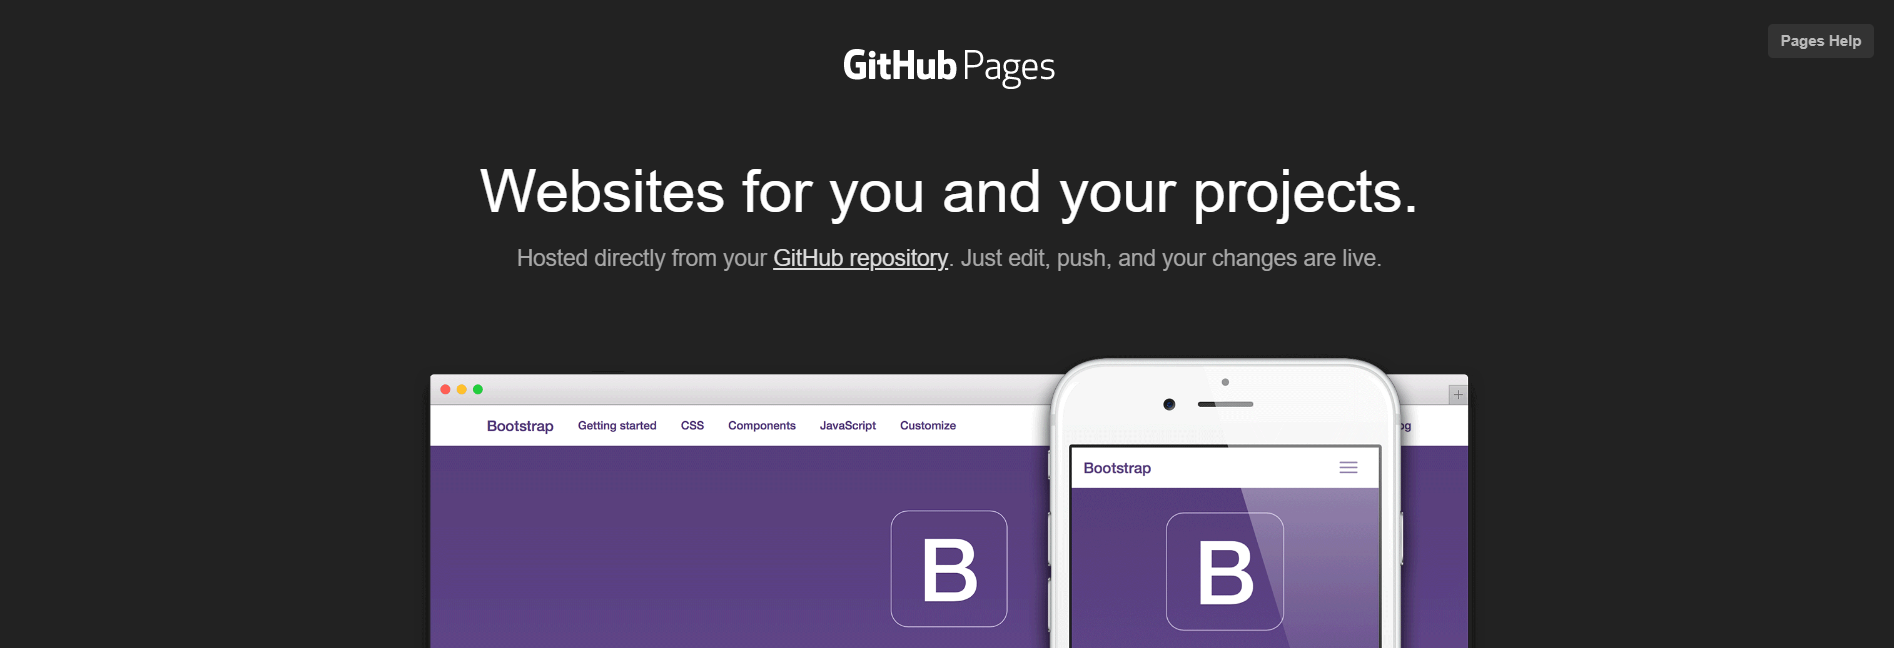 GitHub Pages
Pages Help
Websites for you and your projects.
Hosted directly from your GitHub repository. Just edit, push, and your changes are live.
Bootstrap Getting started CSS Components JavaScript Customize
Bootstrap
B
B